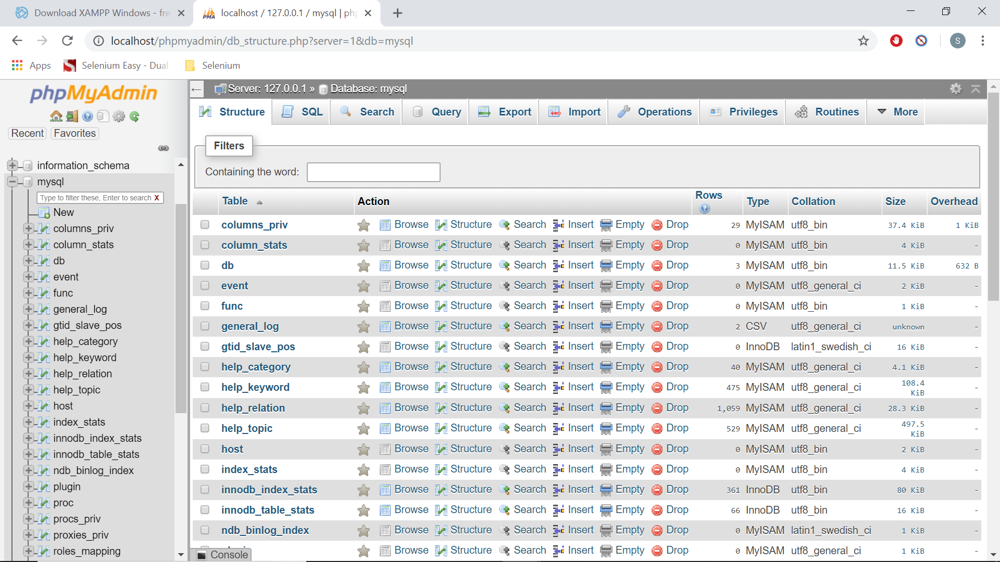 Download XAMPP Windows - fre
localhost / 127.0.0.1 / mysql | ph
localhost/phpmyadmin/db_structure.php?server=1&db=mysql
S
Apps
Selenium Easy - Dual
Selenium
phpMyAdmin
Recent
Favorites
information_schema
mysql
Type to filter these, Enter to search X
New
columns_priv
column_stats
db
event
func
general_log
gtid_slave_pos
help_category
help_keyword
help_relation
help_topic
host
index_stats
innodb_index_stats
innodb_table_stats
ndb_binlog_index
plugin
proc
procs_priv
proxies_priv
roles_mapping
Server: 127.0.0.1 » Database: mysql
Structure SQL Search Query Export Import Operations Privileges Routines More
Filters
Containing the word:
Table Action Rows Type Collation Size Overhead
columns_priv Browse Structure Search Insert Empty Drop 29 MyISAM utf8_bin 37.4 KiB 1 KiB
column_stats Browse Structure Search Insert Empty Drop 0 MyISAM utf8_bin 4 KiB -
db Browse Structure Search Insert Empty Drop 3 MyISAM utf8_bin 11.5 KiB 632 B
event Browse Structure Search Insert Empty Drop 0 MyISAM utf8_general_ci 2 KiB -
func Browse Structure Search Insert Empty Drop 0 MyISAM utf8_bin 1 KiB -
general_log Browse Structure Search Insert Empty Drop 2 CSV utf8_general_ci unknown -
gtid_slave_pos Browse Structure Search Insert Empty Drop 0 InnoDB latin1_swedish_ci 16 KiB -
help_category Browse Structure Search Insert Empty Drop 40 MyISAM utf8_general_ci 4.1 KiB -
help_keyword Browse Structure Search Insert Empty Drop 475 MyISAM utf8_general_ci 108.4 KiB -
help_relation Browse Structure Search Insert Empty Drop 1,059 MyISAM utf8_general_ci 28.3 KiB -
help_topic Browse Structure Search Insert Empty Drop 529 MyISAM utf8_general_ci 497.5 KiB -
host Browse Structure Search Insert Empty Drop 0 MyISAM utf8_bin 2 KiB -
index_stats Browse Structure Search Insert Empty Drop 0 MyISAM utf8_bin 4 KiB -
innodb_index_stats Browse Structure Search Insert Empty Drop 361 InnoDB utf8_bin 80 KiB -
innodb_table_stats Browse Structure Search Insert Empty Drop 66 InnoDB utf8_bin 16 KiB -
ndb_binlog_index Browse Structure Search Insert Empty Drop 0 MyISAM latin1_swedish_ci 1 KiB -
Browse Structure Search Insert Empty Drop 0 MyISAM utf8_general_ci 1 KiB -
Console